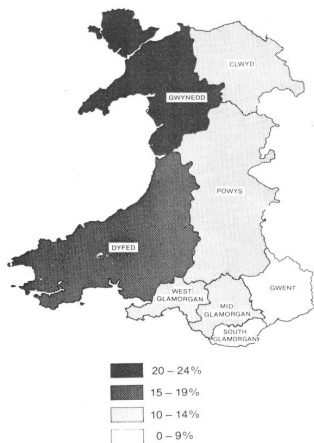 CLWYD
GWYNEDD
POWYS
DYFED
WEST
GLAMORGAN
MID
GLAMORGAN
GWENT
SOUTH
GLAMORGAN
20 – 24%
15 – 19%
10 – 14%
0 – 9%